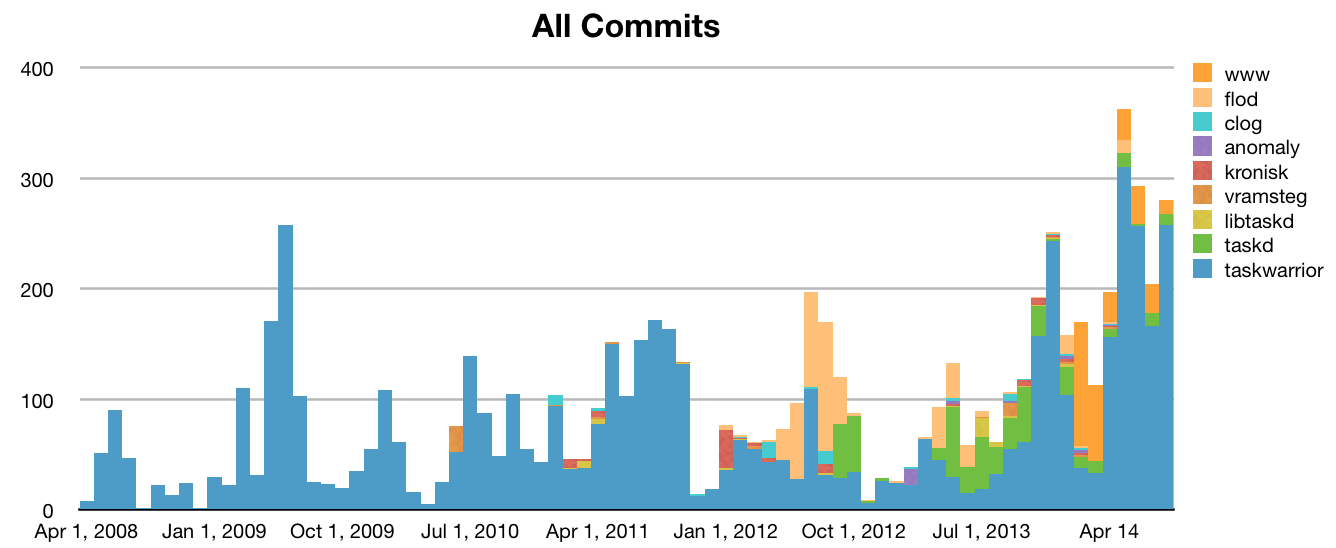 All Commits
400
300
200
100
0
Apr 1, 2008
Jan 1, 2009
Oct 1, 2009
Jul 1, 2010
Apr 1, 2011
Jan 1, 2012
Oct 1, 2012
Jul 1, 2013
Apr 14
www
flod
clog
anomaly
kronisk
vramsteg
libtaskd
taskd
taskwarrior